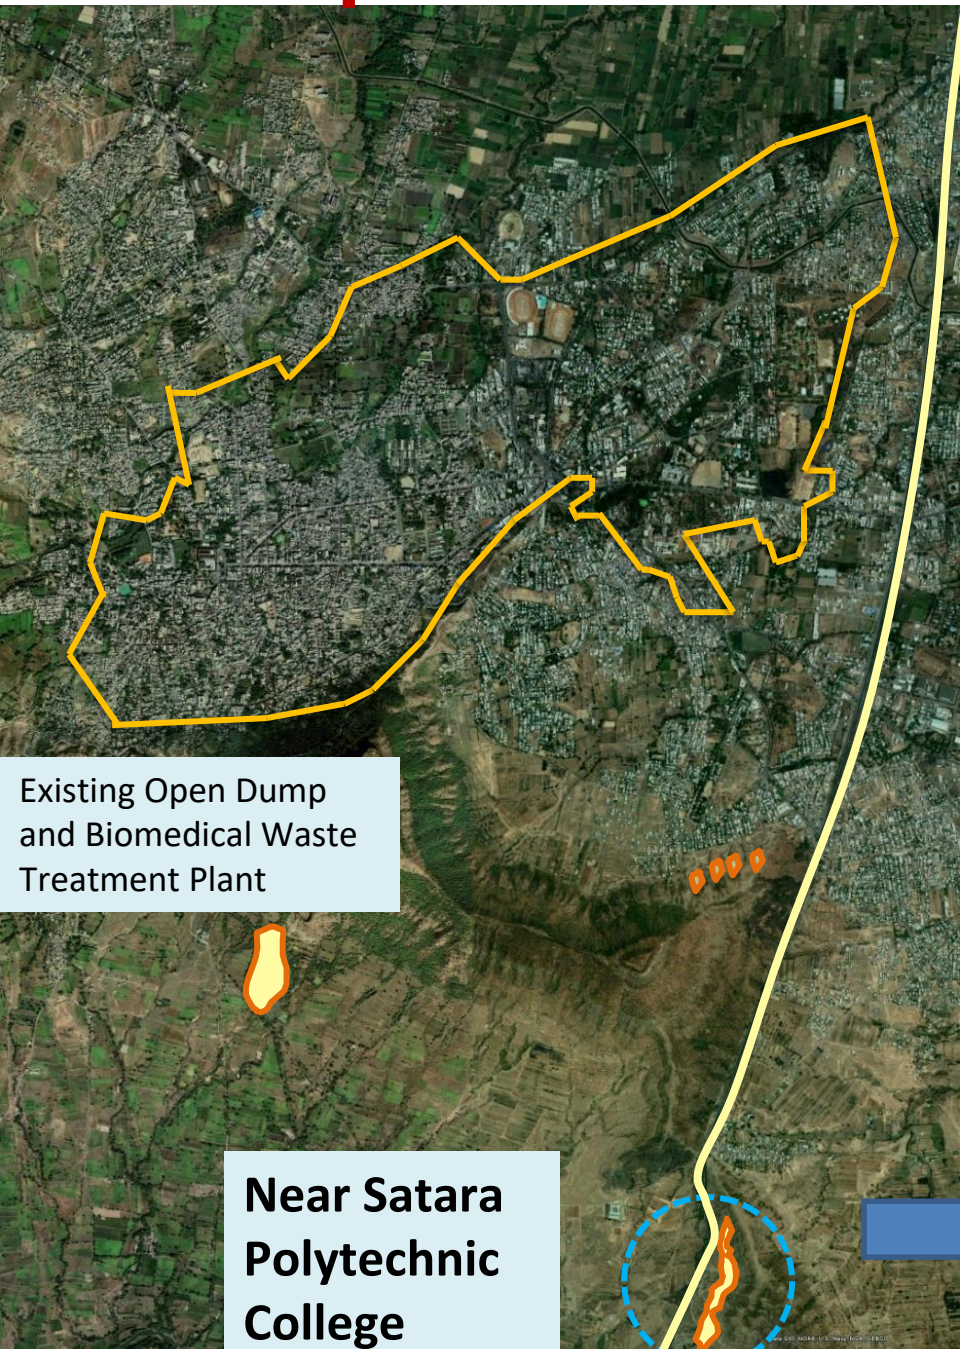 Existing Open Dump
and Biomedical Waste
Treatment Plant
Near Satara
Polytechnic
College